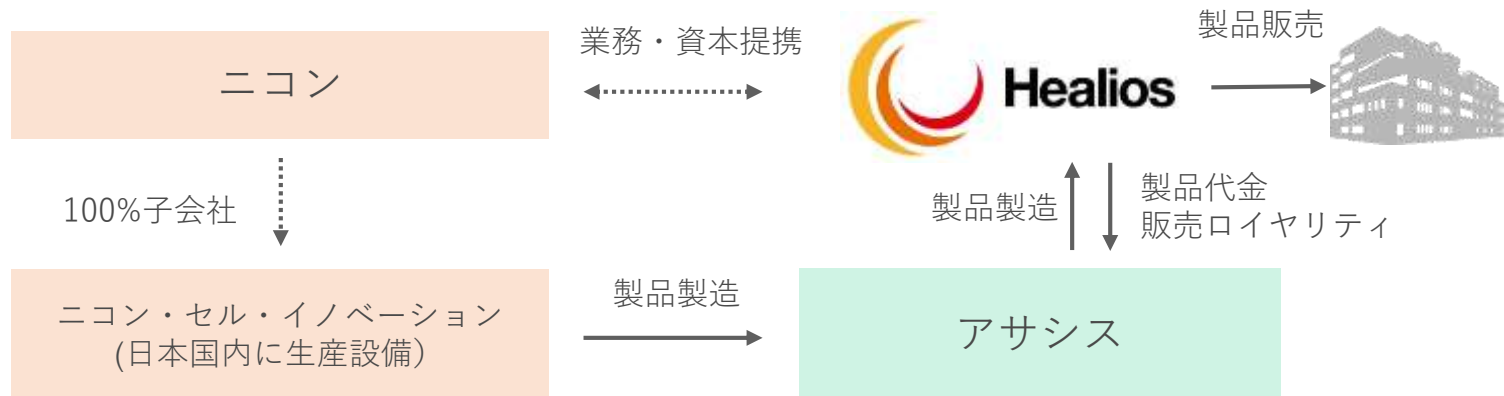 ニコン
業務・資本提携
Healios
製品販売
100%子会社
製品製造
製品代金
販売ロイヤリティ
ニコン・セル・イノベーション
(日本国内に生産設備）
製品製造
アサシス